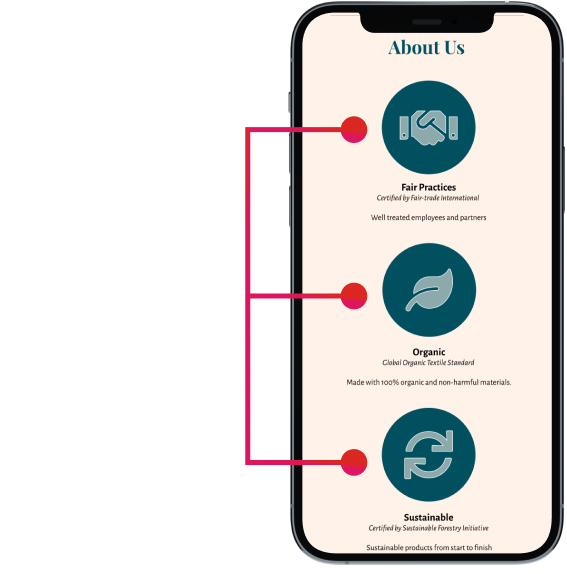 About Us
Fair Practices
Certified by Fair-trade International
Well treated employees and partners
Organic
Global Organic Textile Standard
Made with 100% organic and non-harmful materials.
Sustainable
Certified by Sustainable Forestry Initiative
Sustainable products from start to finish